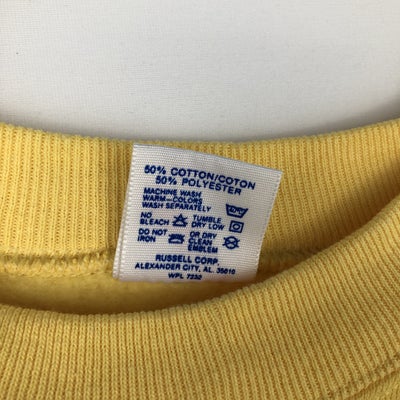 50% COTTON/COTON
50% POLYESTER
MACHINE WASH
WARM-COLORS
WASH SEPARATELY
NO BLEACH TUMBLE DRY LOW
DO NOT IRON OR DRY CLEAN EMBLEM
RUSSELL CORP.
ALEXANDER CITY, AL. 35010
WPL 7232